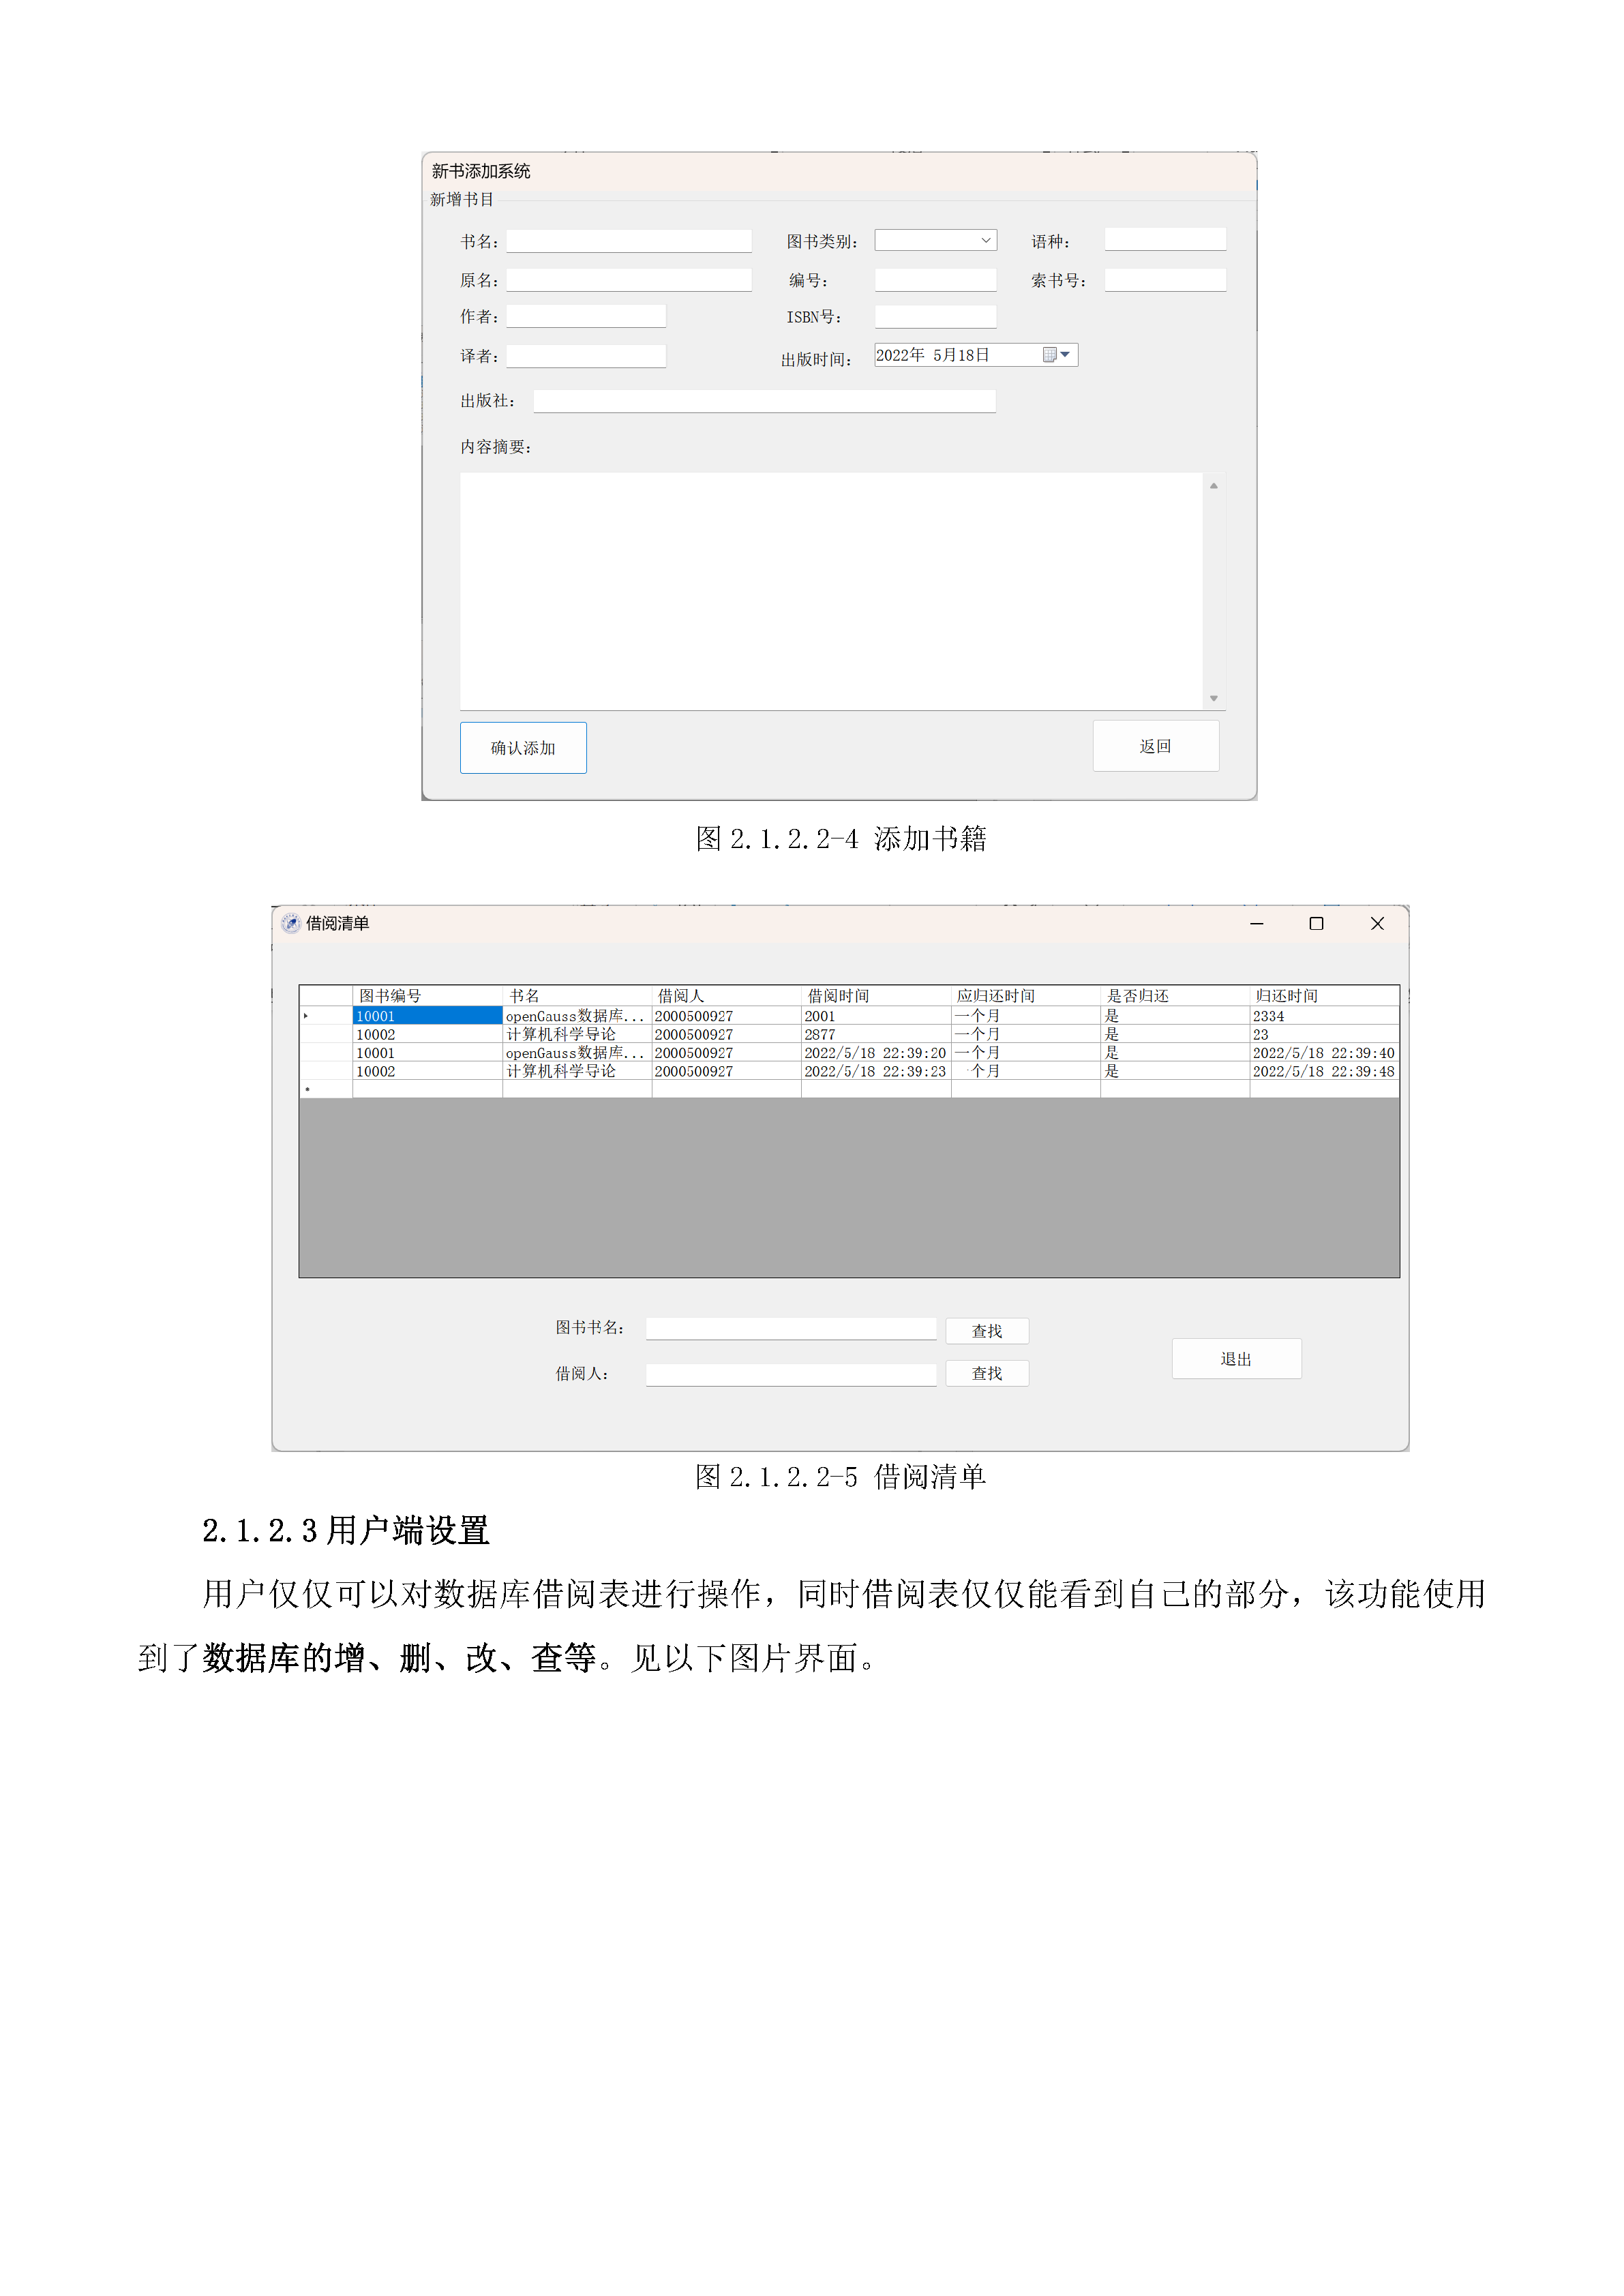 新书添加系统
新增书目
书名： 图书类别： 语种：
原名： 编号： 索书号：
作者： ISBN号：
译者： 出版时间： 2022年 5月18日
出版社：
内容摘要：
确认添加 返回
图 2.1.2.2-4 添加书籍
借阅清单
图书编号 书名 借阅人 借阅时间 应归还时间 是否归还 归还时间
10001 openGauss数据库... 2000500927 2001 一个月 是 2334
10002 计算机科学导论 2000500927 2877 一个月 是 23
10001 openGauss数据库... 2000500927 2022/5/18 22:39:20 一个月 是 2022/5/18 22:39:40
10002 计算机科学导论 2000500927 2022/5/18 22:39:23 一个月 是 2022/5/18 22:39:48
图书书名： 查找
退出
借阅人： 查找
图 2.1.2.2-5 借阅清单
2.1.2.3 用户端设置
用户仅仅可以对数据库借阅表进行操作，同时借阅表仅仅能看到自己的部分，该功能使用
到了数据库的增、删、改、查等。见以下图片界面。